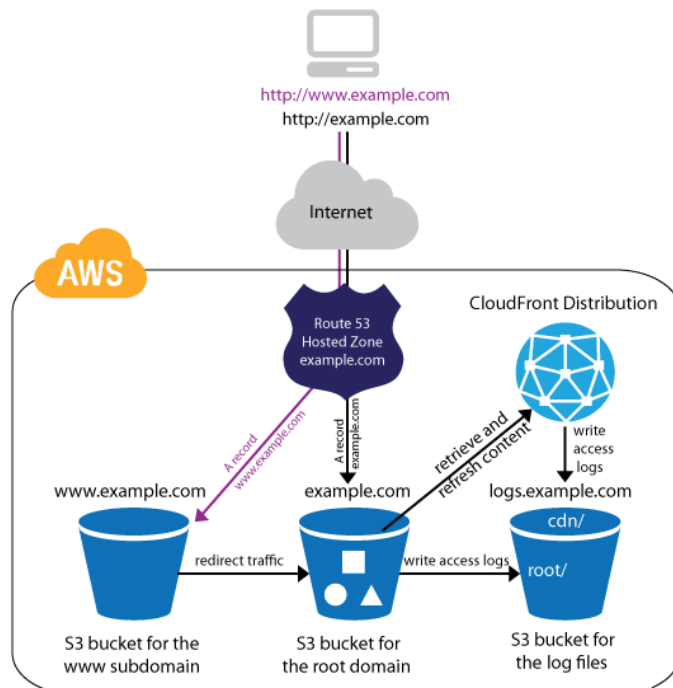 http://www.example.com
http://example.com
Internet
AWS
Route 53
Hosted Zone
example.com
CloudFront Distribution
A record
www.example.com
A record
example.com
retrieve and
refresh content
write
access
logs
www.example.com
example.com
logs.example.com
cdn/
redirect traffic
write access logs
root/
S3 bucket for the
www subdomain
S3 bucket for
the root domain
S3 bucket for
the log files